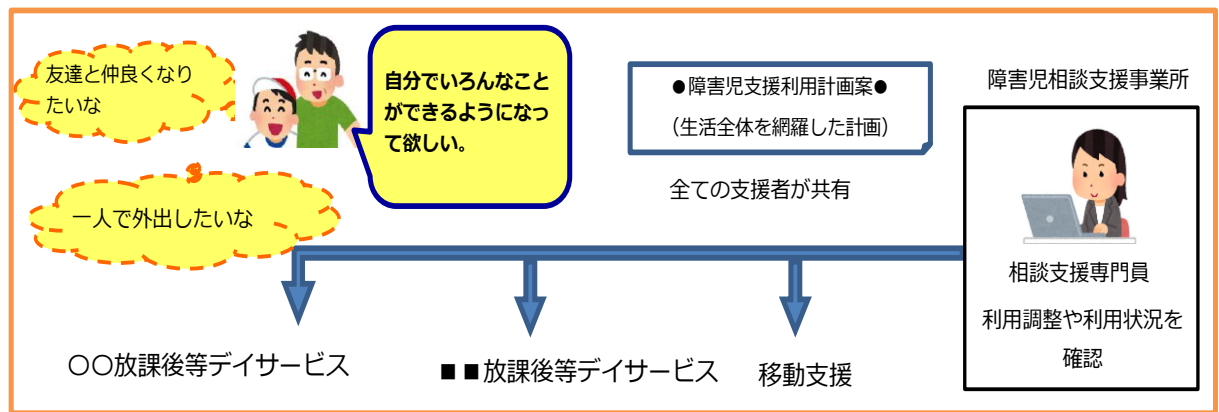 友達と仲良くなり
たいな
自分でいろんなこと
ができるようになっ
て欲しい。
一人で外出したいな
●障害児支援利用計画案●
(生活全体を網羅した計画)
全ての支援者が共有
障害児相談支援事業所
相談支援専門員
利用調整や利用状況を
確認
〇〇放課後等デイサービス
■■放課後等デイサービス
移動支援